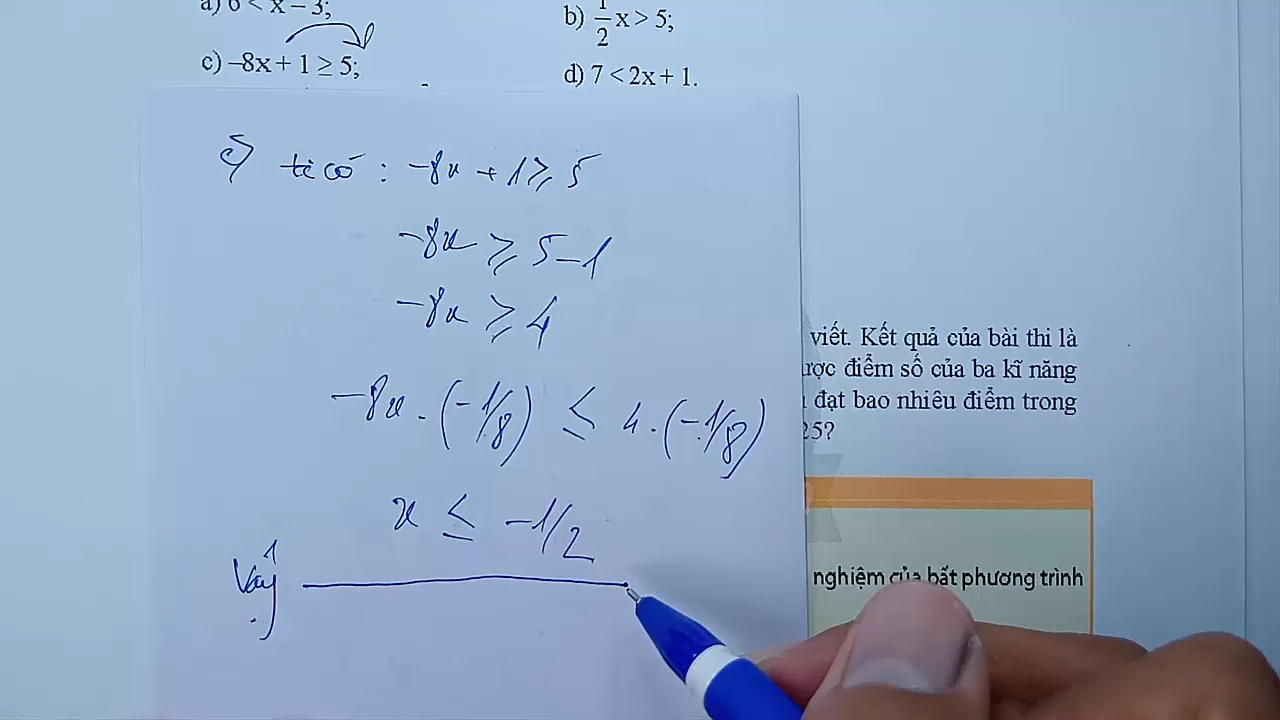 a) 6 < x – 3;
b) 1/2 x > 5;
c) –8x + 1 ≥ 5;
d) 7 < 2x + 1.
c) ta có : -8x + 1 ≥ 5
-8x ≥ 5 - 1
-8x ≥ 4
-8x . (-1/8) ≤ 4 . (-1/8)
x ≤ -1/2
Vậy
viết. Kết quả của bài thi là
điểm số của ba kĩ năng
đạt bao nhiêu điểm trong
25?
nghiệm của bất phương trình